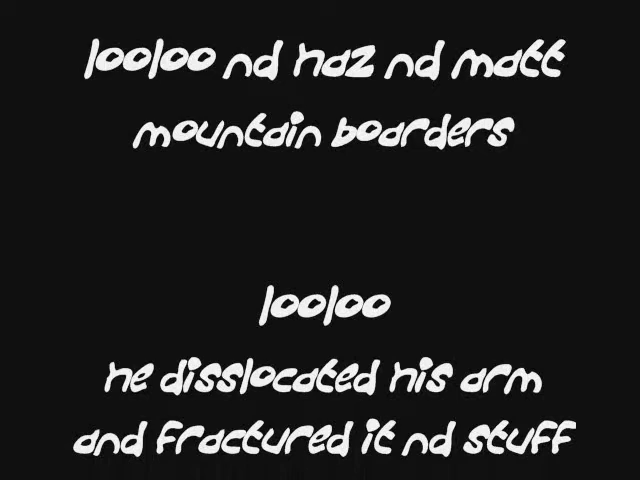 looloo nd haz nd matt
mountain boarders
looloo
he disslocated his arm
and fractured it nd stuff